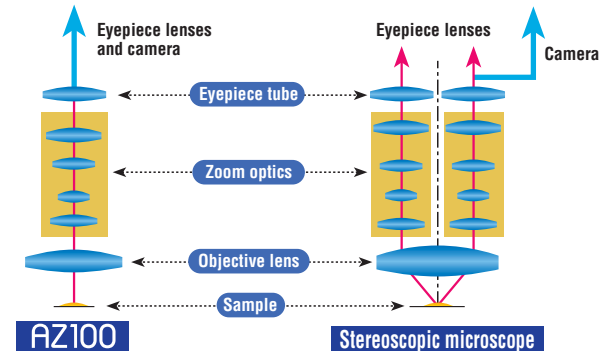 Eyepiece lenses
and camera
Eyepiece lenses
Camera
Eyepiece tube
Zoom optics
Objective lens
Sample
AZ100
Stereoscopic microscope